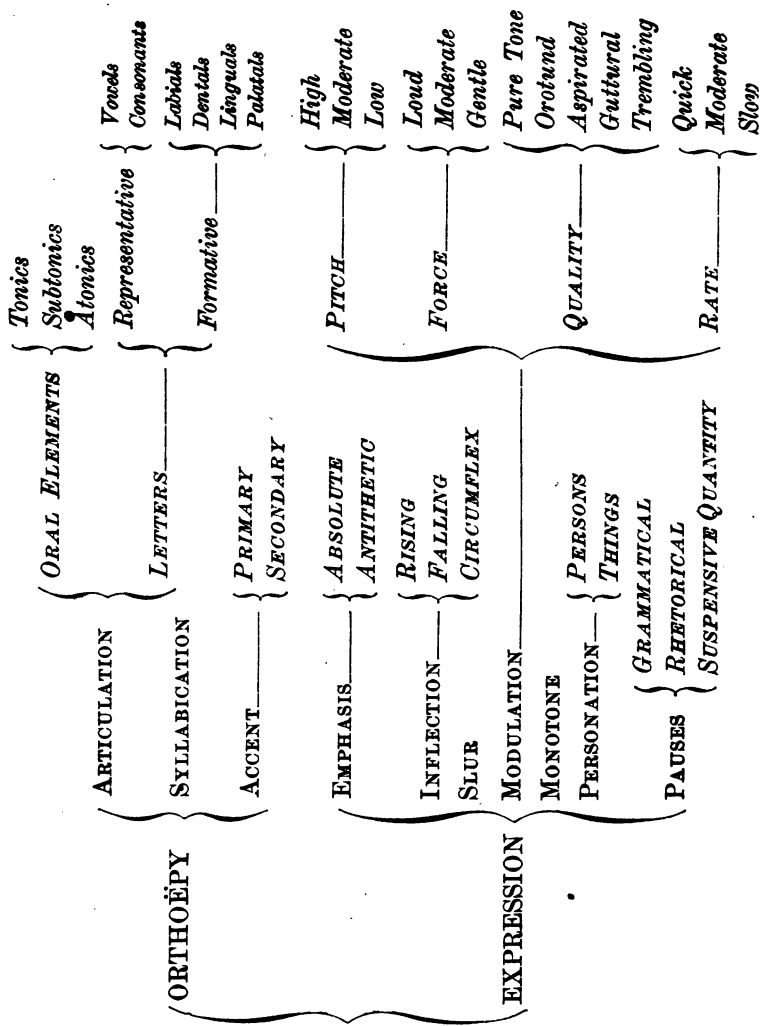 ORTHOËPY
ARTICULATION
ORAL ELEMENTS
Tonics
Subtonics
Atonics
LETTERS
Representative
Vowels
Consonants
Formative
Labials
Dentals
Linguals
Palatals
SYLLABICATION
ACCENT
PRIMARY
SECONDARY
EXPRESSION
EMPHASIS
ABSOLUTE
ANTITHETIC
INFLECTION
RISING
FALLING
CIRCUMFLEX
SLUR
MODULATION
PITCH
High
Moderate
Low
FORCE
Loud
Moderate
Gentle
QUALITY
Pure Tone
Orotund
Aspirated
Guttural
Trembling
RATE
Quick
Moderate
Slow
MONOTONE
PERSONATION
PERSONS
THINGS
PAUSES
GRAMMATICAL
RHETORICAL
SUSPENSIVE QUANTITY